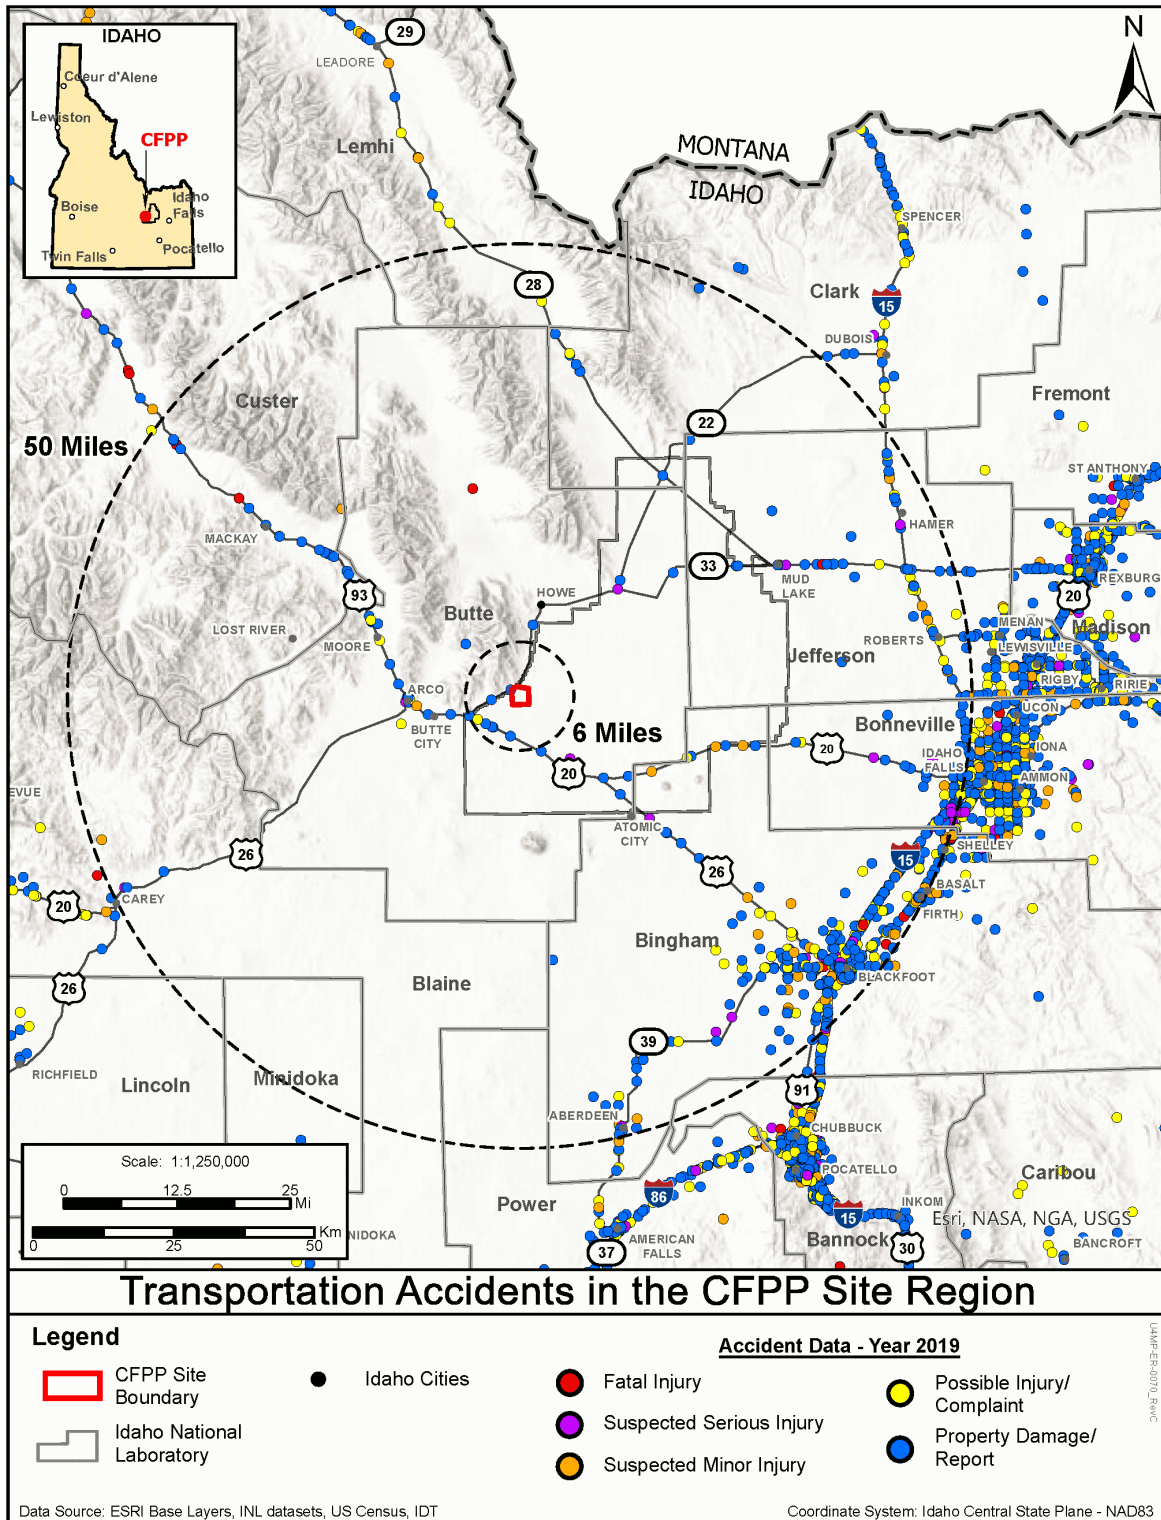 IDAHO
Coeur d'Alene
Lewiston
CFPP
Boise
Idaho
Falls
Twin Falls
Pocatello
N
29
LEADORE
Lemhi
MONTANA
IDAHO
SPENCER
28
Clark
15
DUBOIS
Custer
Fremont
50 Miles
22
ST ANTHONY
MACKAY
HAMER
33
MUD
LAKE
REXBURG
93
HOWE
20
Butte
LOST RIVER
MOORE
MENAN
Madison
ROBERTS
LEWISVILLE
Jefferson
RIGBY
RIRIE
ARCO
UCON
BUTTE
CITY
6 Miles
Bonneville
IONA
20
20
IDAHO
FALLS
AMMON
EVUE
ATOMIC
CITY
SHELLEY
26
15
26
BASALT
20
CAREY
FIRTH
Bingham
BLACKFOOT
26
Blaine
39
RICHFIELD
Lincoln
Minidoka
91
ABERDEEN
CHUBBUCK
POCATELLO
Caribou
86
Power
15
INKOM
Esri, NASA, NGA, USGS
AMERICAN
FALLS
Bannock
30
BANCROFT
37
NIDOKA
Scale: 1:1,250,000
0 12.5 25
Mi
Km
0 25 50
Transportation Accidents in the CFPP Site Region
Legend
CFPP Site
Boundary
Idaho National
Laboratory
Idaho Cities
Accident Data - Year 2019
Fatal Injury
Suspected Serious Injury
Suspected Minor Injury
Possible Injury/
Complaint
Property Damage/
Report
U4MP-ER-0070_RevC
Data Source: ESRI Base Layers, INL datasets, US Census, IDT
Coordinate System: Idaho Central State Plane - NAD83